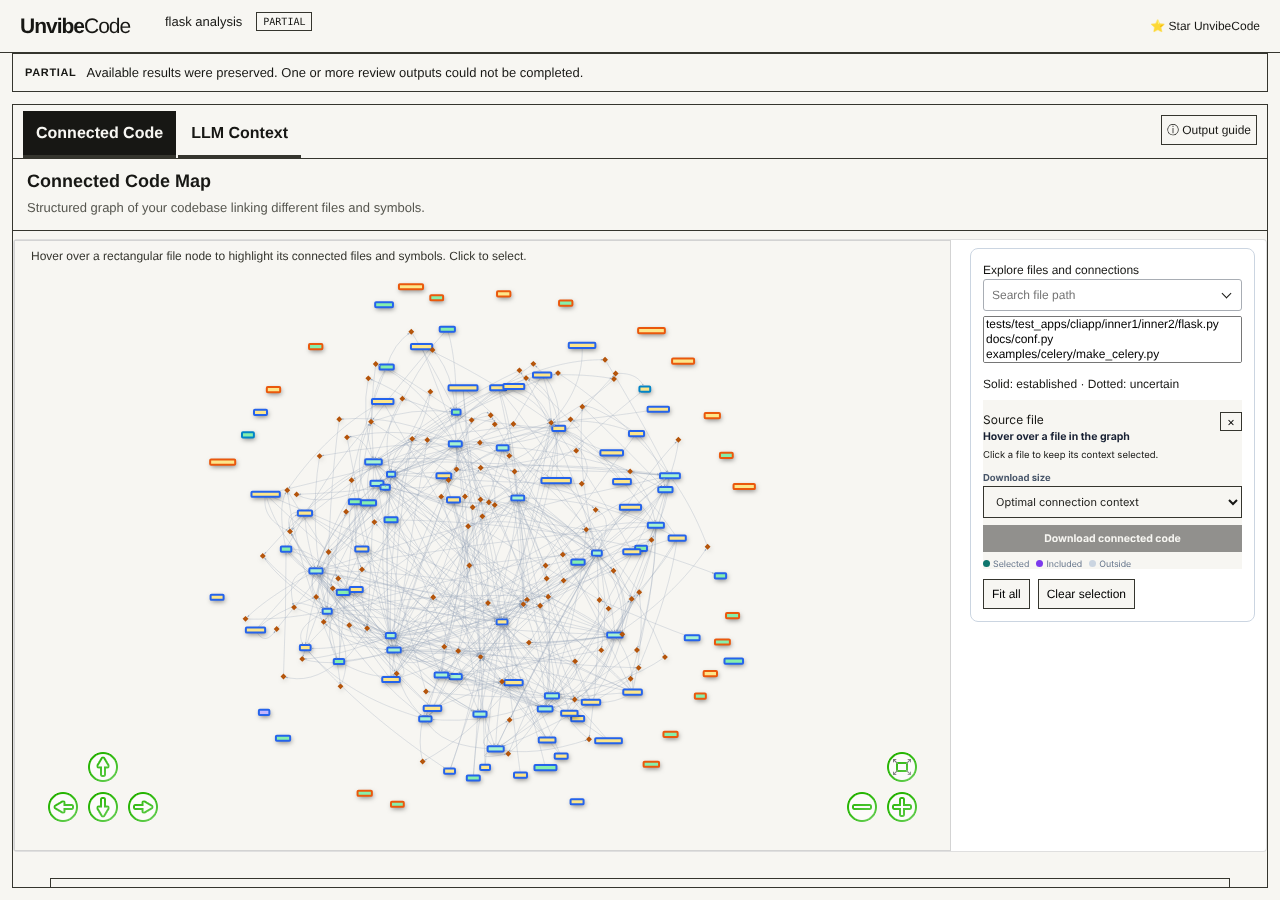 UnvibeCode
flask analysis
PARTIAL
⭐ Star UnvibeCode
PARTIAL Available results were preserved. One or more review outputs could not be completed.
Connected Code
LLM Context
ⓘ Output guide
Connected Code Map
Structured graph of your codebase linking different files and symbols.
Hover over a rectangular file node to highlight its connected files and symbols. Click to select.
Explore files and connections
Search file path
tests/test_apps/cliapp/inner1/inner2/flask.py
docs/conf.py
examples/celery/make_celery.py
Solid: established · Dotted: uncertain
Source file
×
Hover over a file in the graph
Click a file to keep its context selected.
Download size
Optimal connection context
Download connected code
Selected Included Outside
Fit all
Clear selection